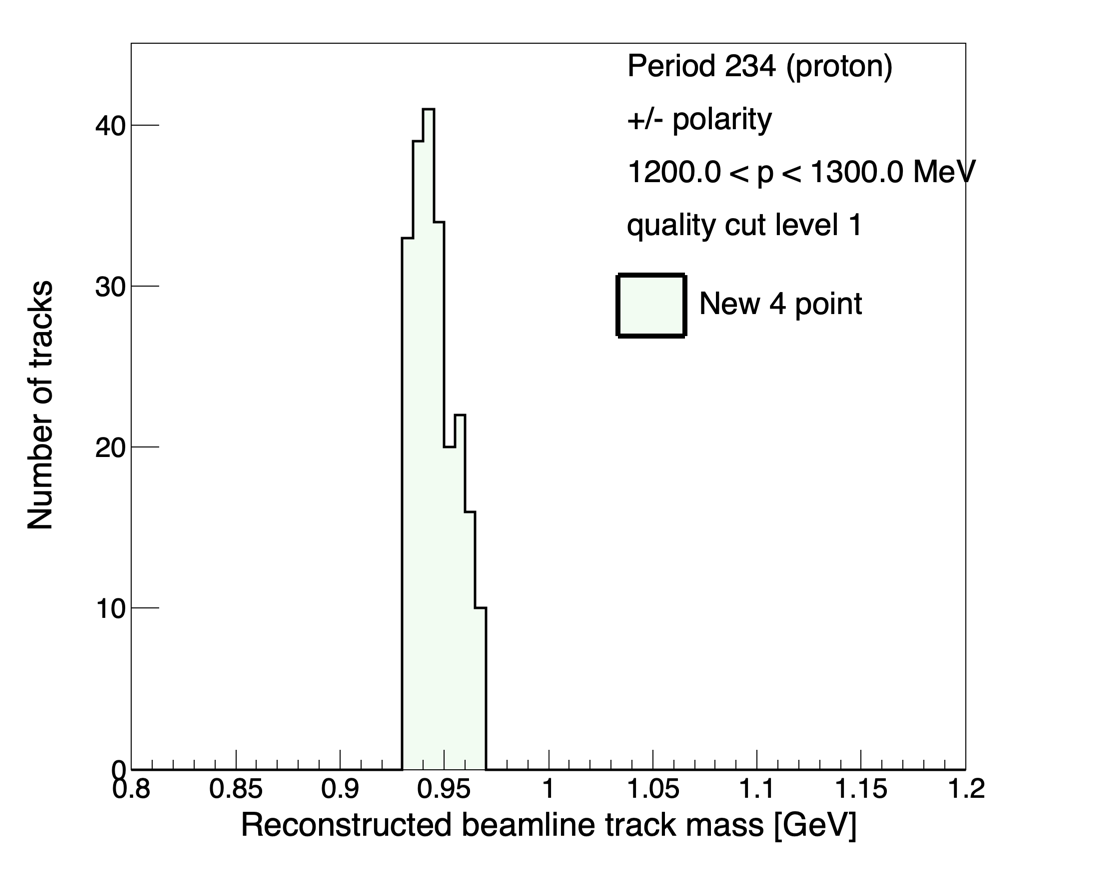 Period 234 (proton)
+/- polarity
1200.0 < p < 1300.0 MeV
quality cut level 1
New 4 point
Number of tracks
40
30
20
10
0
0.8 0.85 0.9 0.95 1 1.05 1.1 1.15 1.2
Reconstructed beamline track mass [GeV]